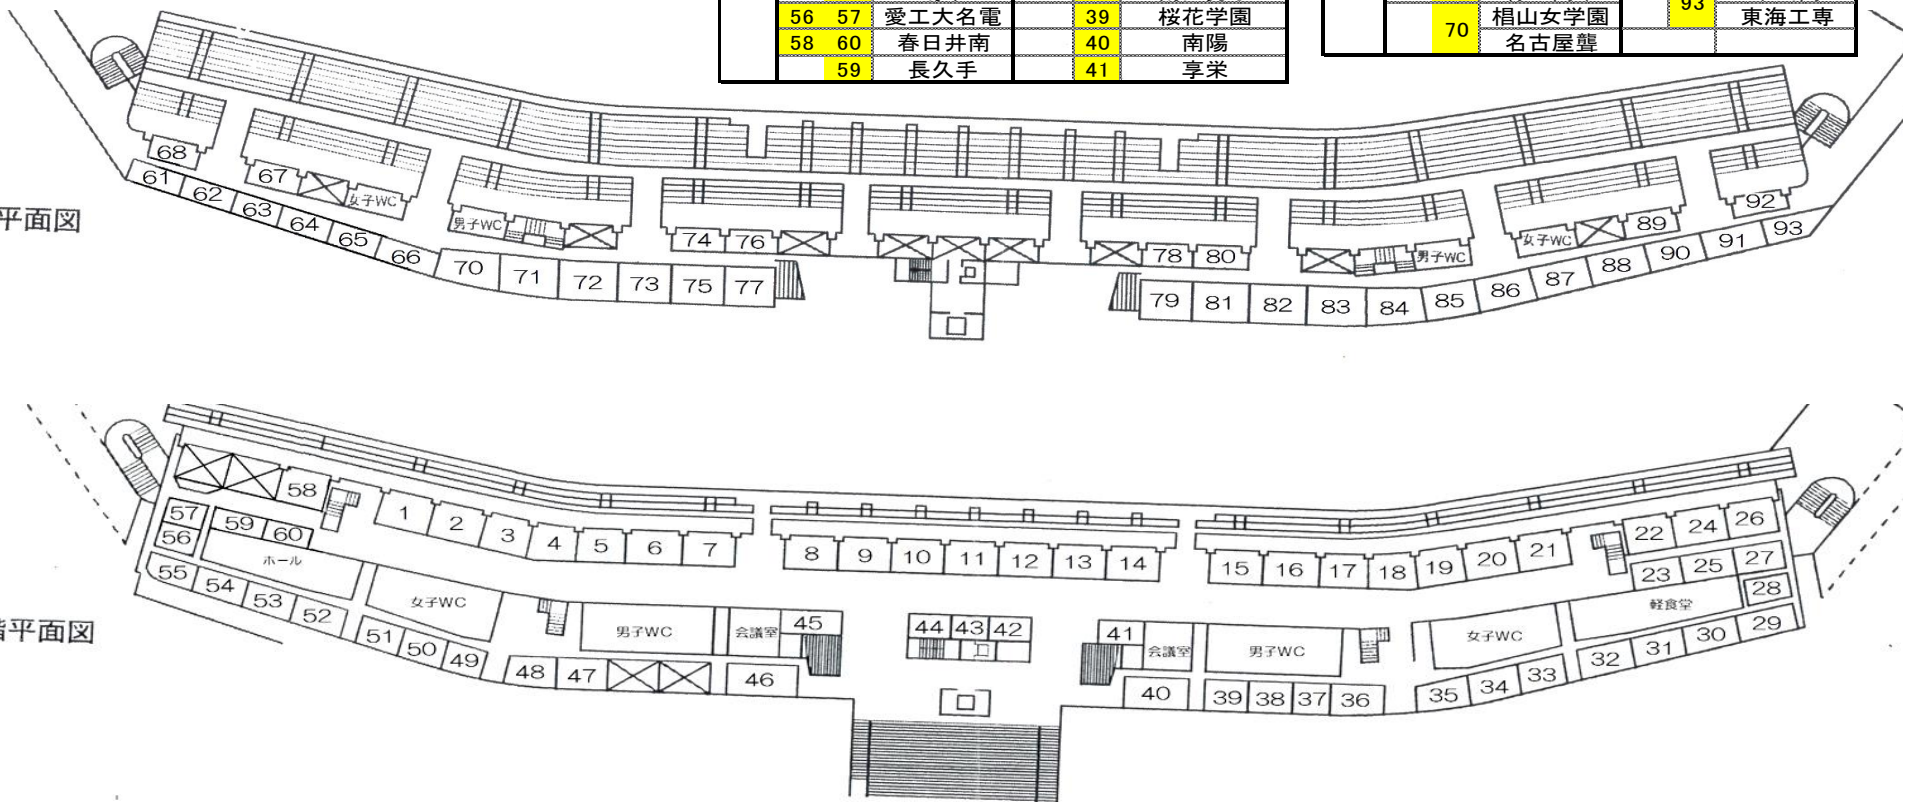 56 57 愛工大名電 39 桜花学園
58 60 春日井南 40 南陽
59 長久手 41 享栄
70 椙山女学園 93 東海工専
名古屋聾
平面図
68
61 62 63 64 65 66
67 女子WC
男子WC
74 76
78 80
男子WC
女子WC 89
92
70 71 72 73 75 77
79 81 82 83 84 85 86 87 88 90 91 93
階平面図
58 1 2 3 4 5 6 7
8 9 10 11 12 13 14
15 16 17 18 19 20 21
22 24 26
57
56
59 60
ホール
55 54 53 52
女子WC
51 50 49
男子WC
会議室
45
48 47 46
44 43 42
41
会議室
男子WC
女子WC
軽食堂
23 25 27
28
40 39 38 37 36
35 34 33 32 31 30 29